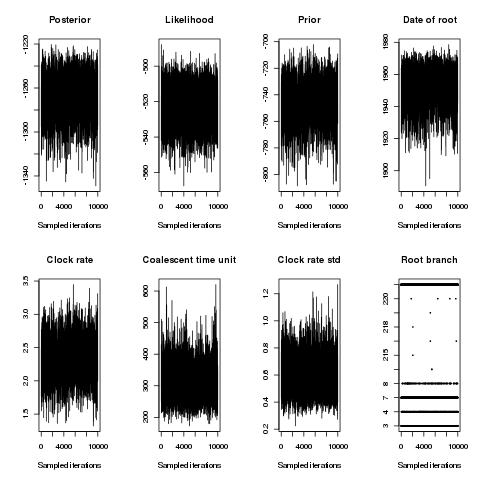 Posterior Likelihood Prior Date of root
-1220 -1260 -1300 -1340
-500 -520 -540 -560
-700 -720 -740 -760 -780 -800
1980 1960 1940 1920 1900
0 4000 10000 0 4000 10000 0 4000 10000 0 4000 10000
Sampled iterations Sampled iterations Sampled iterations Sampled iterations
Clock rate Coalescent time unit Clock rate std Root branch
3.5 3.0 2.5 2.0 1.5
600 500 400 300 200
1.2 1.0 0.8 0.6 0.4 0.2
220 218 215 8 7 4 3
0 4000 10000 0 4000 10000 0 4000 10000 0 4000 10000
Sampled iterations Sampled iterations Sampled iterations Sampled iterations